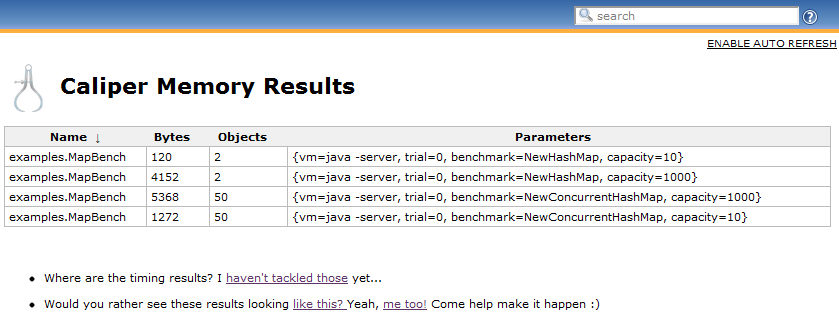 search
ENABLE AUTO REFRESH
Caliper Memory Results
Name ↓ Bytes Objects Parameters
examples.MapBench 120 2 {vm=java -server, trial=0, benchmark=NewHashMap, capacity=10}
examples.MapBench 4152 2 {vm=java -server, trial=0, benchmark=NewHashMap, capacity=1000}
examples.MapBench 5368 50 {vm=java -server, trial=0, benchmark=NewConcurrentHashMap, capacity=1000}
examples.MapBench 1272 50 {vm=java -server, trial=0, benchmark=NewConcurrentHashMap, capacity=10}
• Where are the timing results? I haven't tackled those yet...
• Would you rather see these results looking like this? Yeah, me too! Come help make it happen :)